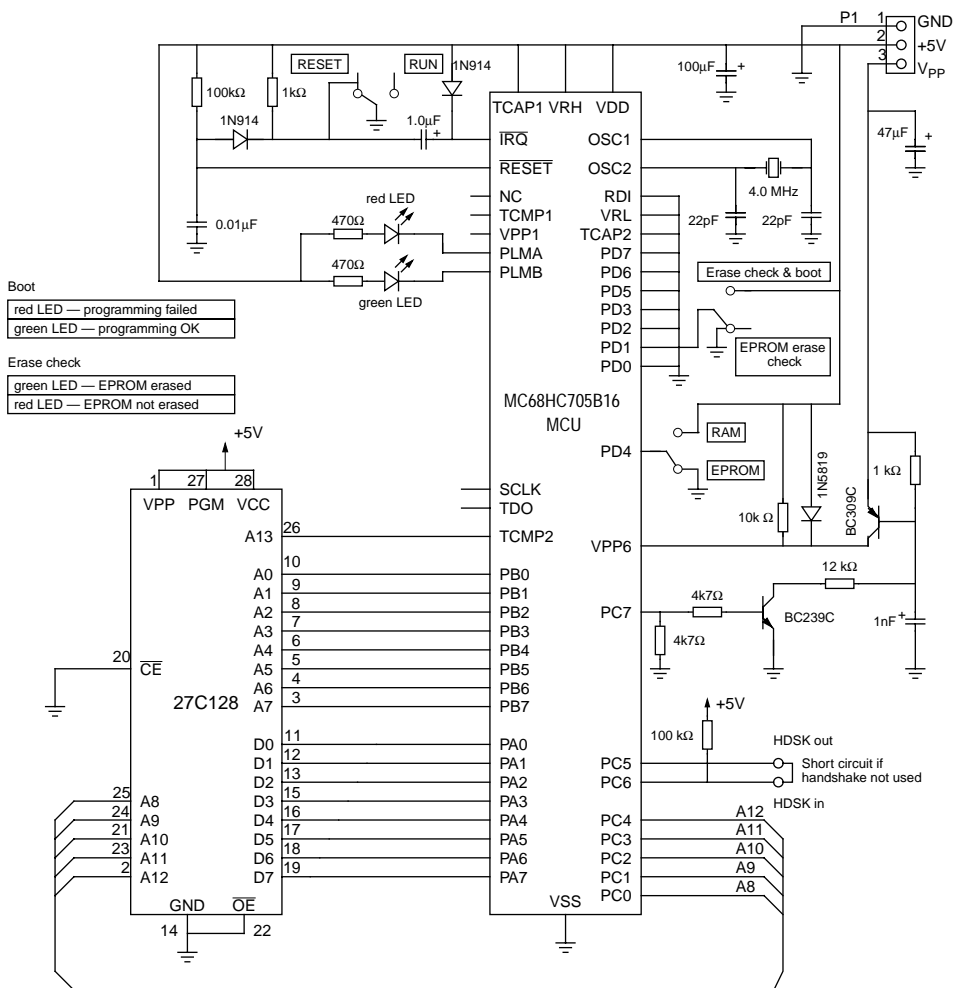 P1
1
GND
2
+5V
3
VPP
RESET
RUN
1N914
100µF
+
100kΩ
1kΩ
1N914
1.0µF
+
TCAP1 VRH VDD
47µF
+
IRQ
OSC1
RESET
OSC2
4.0 MHz
22pF
22pF
0.01µF
red LED
470Ω
470Ω
green LED
NC
TCMP1
VPP1
PLMA
PLMB
RDI
VRL
TCAP2
PD7
PD6
PD5
PD3
PD2
PD1
PD0
Erase check & boot
EPROM erase
check
Boot
red LED — programming failed
green LED — programming OK
Erase check
green LED — EPROM erased
red LED — EPROM not erased
MC68HC705B16
MCU
PD4
RAM
EPROM
+5V
1
27
28
VPP PGM VCC
SCLK
TDO
10k Ω
1N5819
BC309C
1 kΩ
A13
26
TCMP2
VPP6
12 kΩ
A0
10
PB0
A1
9
PB1
A2
8
PB2
A3
7
PB3
A4
6
PB4
A5
5
PB5
A6
4
PB6
A7
3
PB7
PC7
4k7Ω
4k7Ω
BC239C
1nF
+
20
CE
27C128
+5V
100 kΩ
HDSK out
Short circuit if
handshake not used
HDSK in
D0
11
PA0
D1
12
PA1
PC5
D2
13
PA2
PC6
D3
15
PA3
D4
16
PA4
D5
17
PA5
D6
18
PA6
D7
19
PA7
25
A8
24
A9
21
A10
23
A11
2
A12
PC4
A12
PC3
A11
PC2
A10
PC1
A9
PC0
A8
GND
OE
14
22
VSS